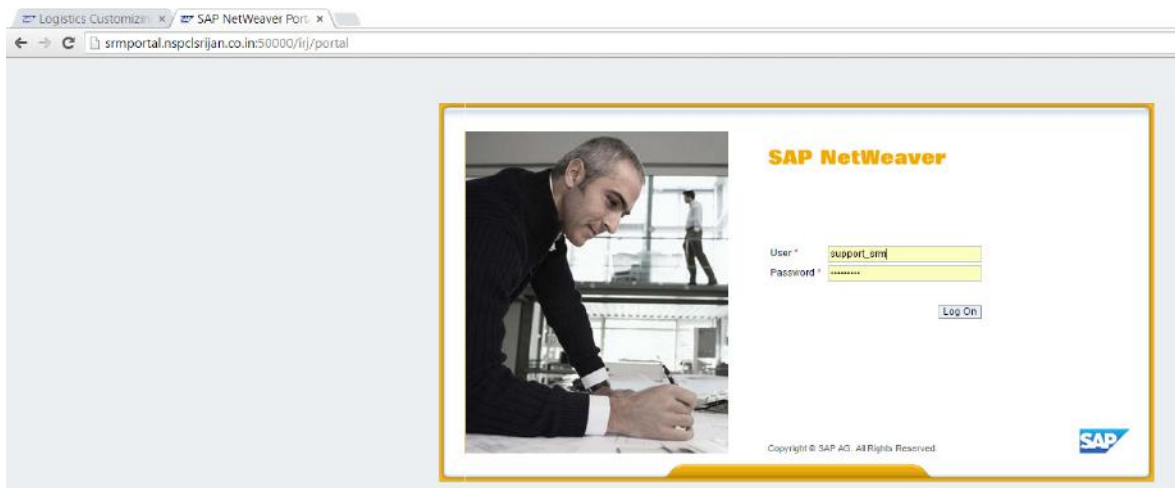 Logistics Customizin
SAP NetWeaver Port
srmportal.nspclsrijan.co.in:50000/irj/portal
SAP NetWeaver
User *
support_srm
Password *
Log On
Copyright © SAP AG. All Rights Reserved.
SAP